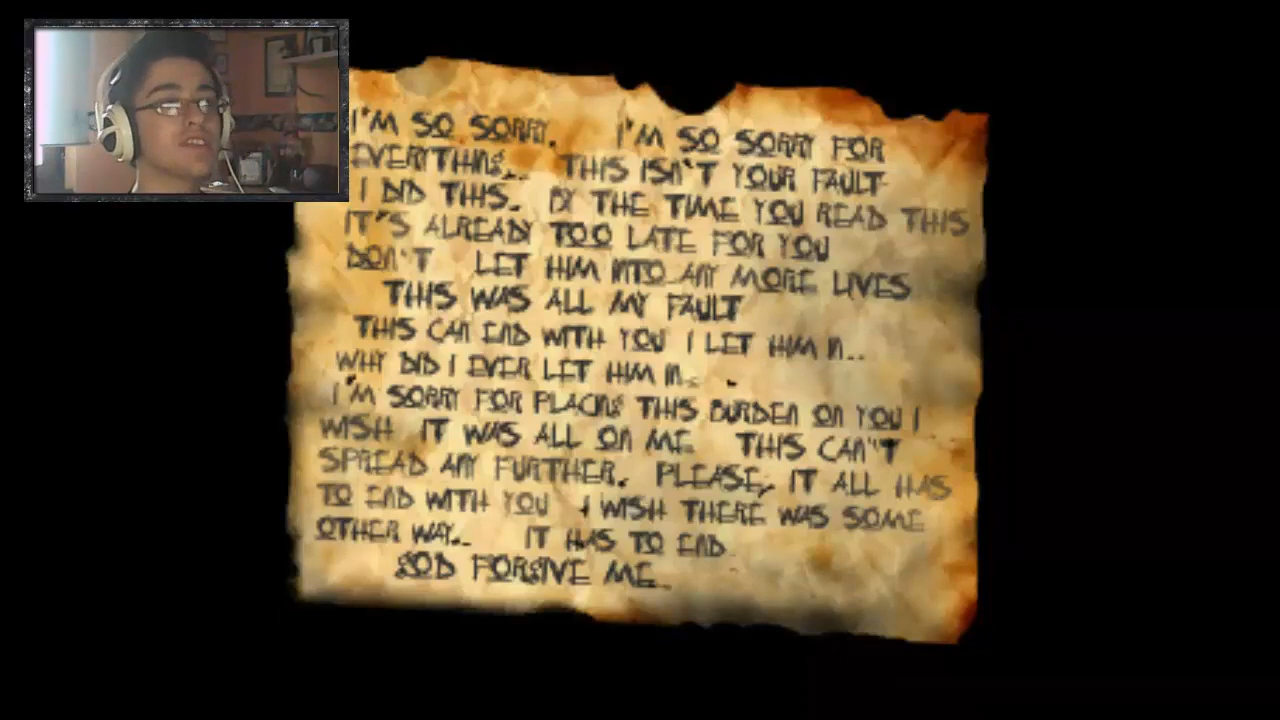 I'M SO SORRY. I'M SO SORRY FOR
EVERYTHING... THIS ISN'T YOUR FAULT
I DID THIS. BY THE TIME YOU READ THIS
IT'S ALREADY TOO LATE FOR YOU
DON'T LET HIM INTO ANY MORE LIVES
THIS WAS ALL MY FAULT
THIS CAN END WITH YOU I LET HIM IN..
WHY DID I EVER LET HIM IN..
I'M SORRY FOR PLACING THIS BURDEN ON YOU I
WISH IT WAS ALL ON ME. THIS CAN'T
SPREAD ANY FURTHER. PLEASE, IT ALL HAS
TO END WITH YOU I WISH THERE WAS SOME
OTHER WAY.. IT HAS TO END
GOD FORGIVE ME..